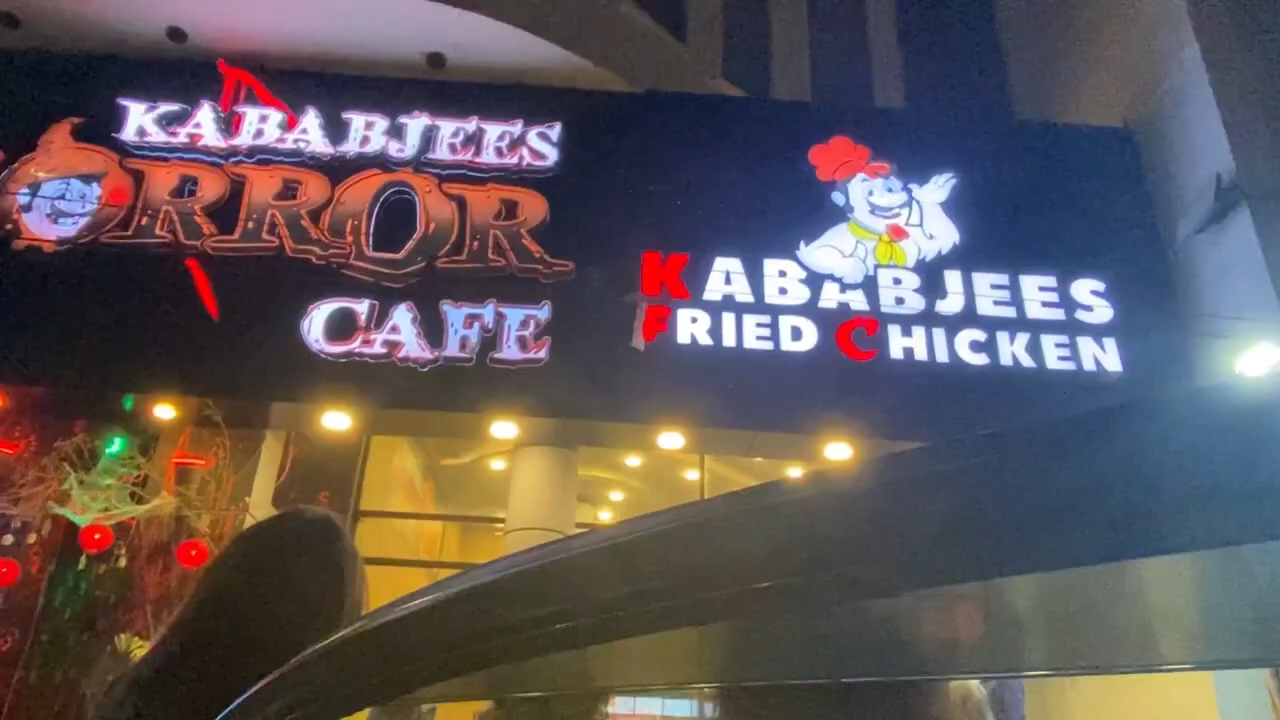 KABABJEES
ORROR
CAFE
KABABJEES
FRIED CHICKEN